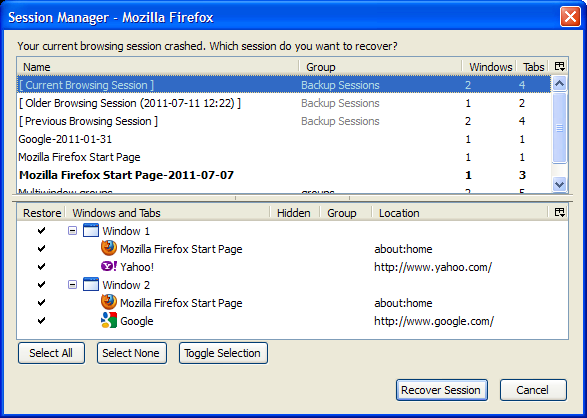 Session Manager - Mozilla Firefox
Your current browsing session crashed. Which session do you want to recover?
Name Group Windows Tabs
[ Current Browsing Session ] Backup Sessions 2 4
[ Older Browsing Session (2011-07-11 12:22) ] Backup Sessions 1 2
[ Previous Browsing Session ] Backup Sessions 2 4
Google-2011-01-31 1 1
Mozilla Firefox Start Page 1 1
Mozilla Firefox Start Page-2011-07-07 1 3
Multiwindow groups groups 2 5
Restore Windows and Tabs Hidden Group Location
Window 1
Mozilla Firefox Start Page about:home
Yahoo! http://www.yahoo.com/
Window 2
Mozilla Firefox Start Page about:home
Google http://www.google.com/
Select All Select None Toggle Selection
Recover Session Cancel